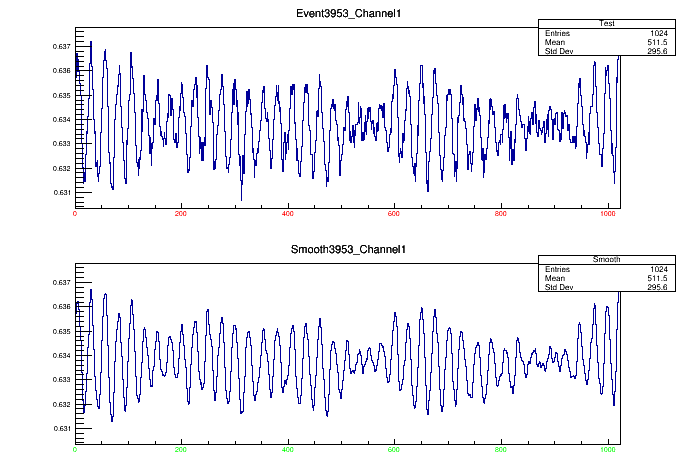 Event3953_Channel1
Test
Entries 1024
Mean 511.5
Std Dev 295.6
0.637
0.636
0.635
0.634
0.633
0.632
0.631
0 200 400 600 800 1000
Smooth3953_Channel1
Smooth
Entries 1024
Mean 511.5
Std Dev 295.6
0.637
0.636
0.635
0.634
0.633
0.632
0.631
0 200 400 600 800 1000